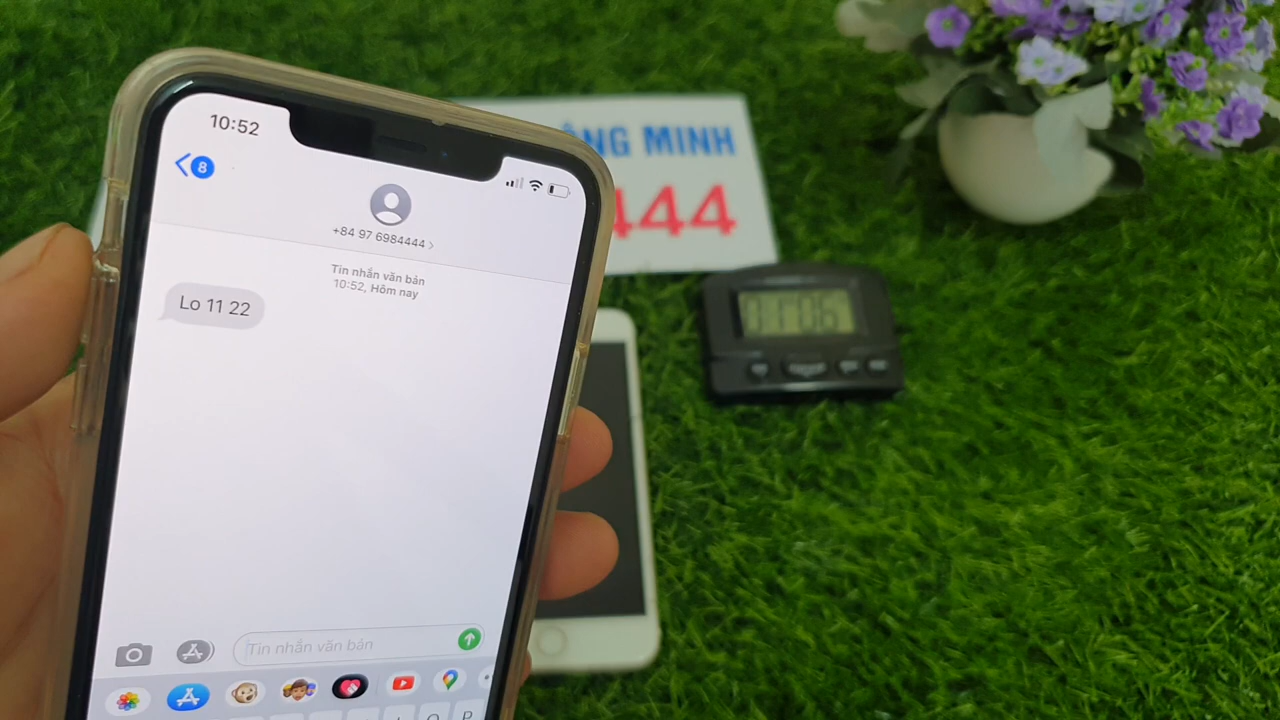 10:52
8
+84 97 6984444
Tin nhắn văn bản
10:52, Hôm nay
Lo 11 22
Tin nhắn văn bản
O P
NG MINH
444